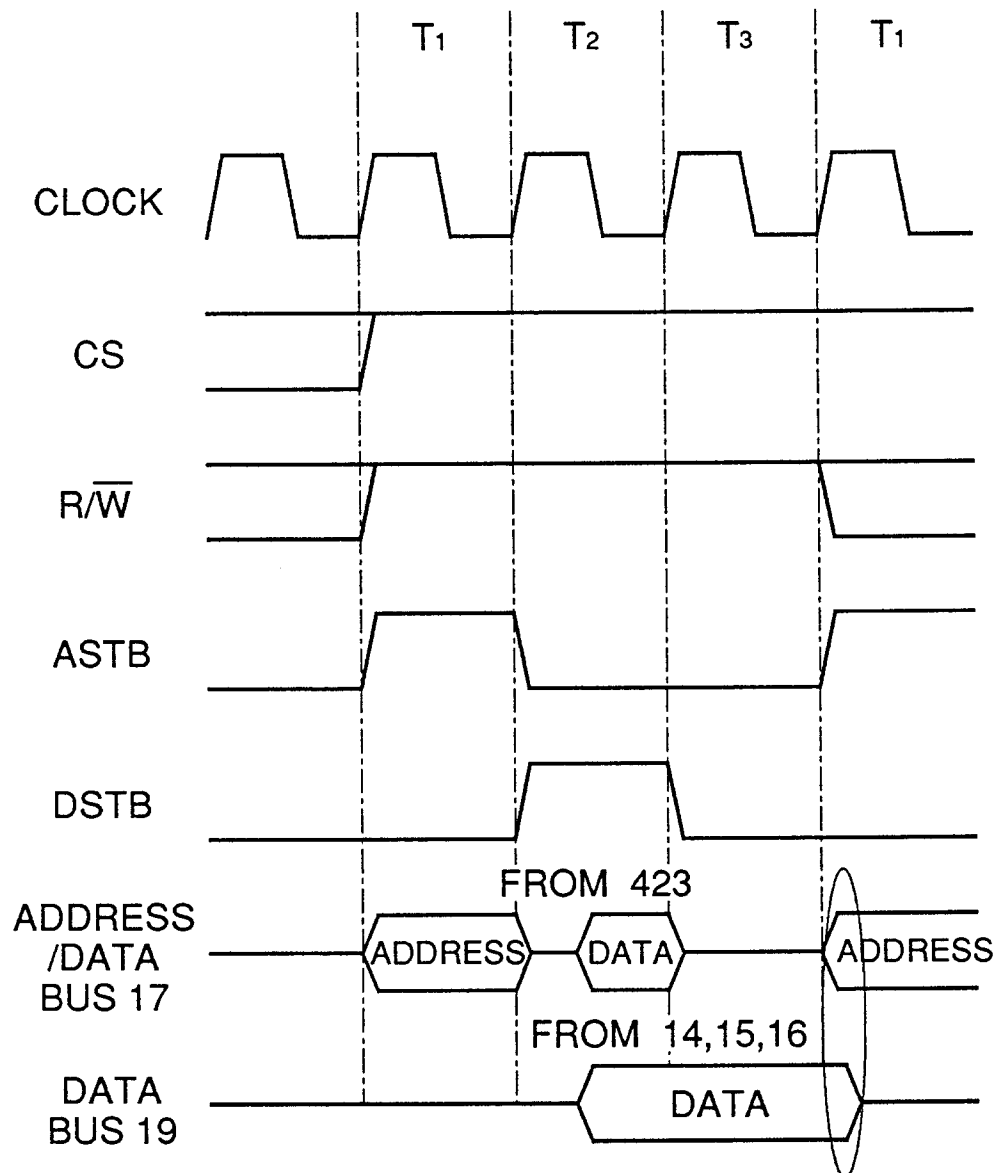 T1 T2 T3 T1
CLOCK
CS
R/W̅
ASTB
DSTB
FROM 423
ADDRESS
/DATA
BUS 17
ADDRESS DATA ADDRESS
FROM 14,15,16
DATA
BUS 19
DATA